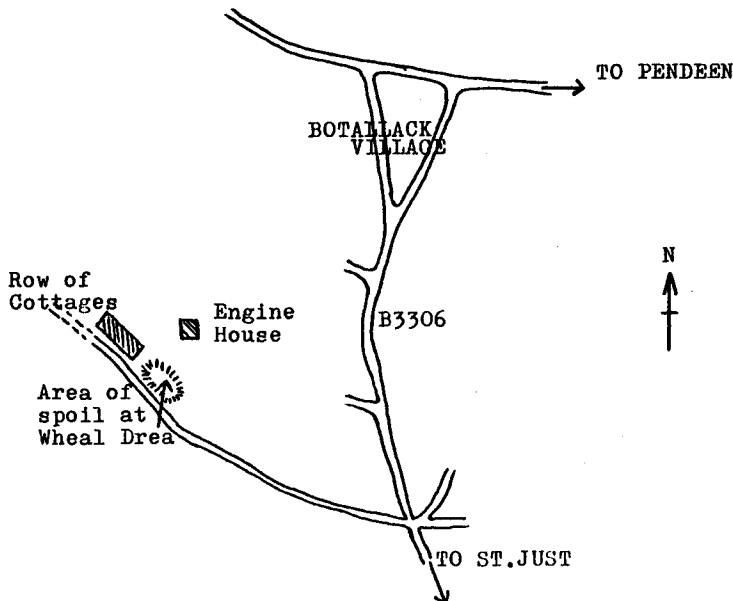 TO PENDEEN
BOTALLACK
VILLAGE
N
Row of
Cottages
Engine
House
B3306
Area of
spoil at
Wheal Drea
TO ST.JUST